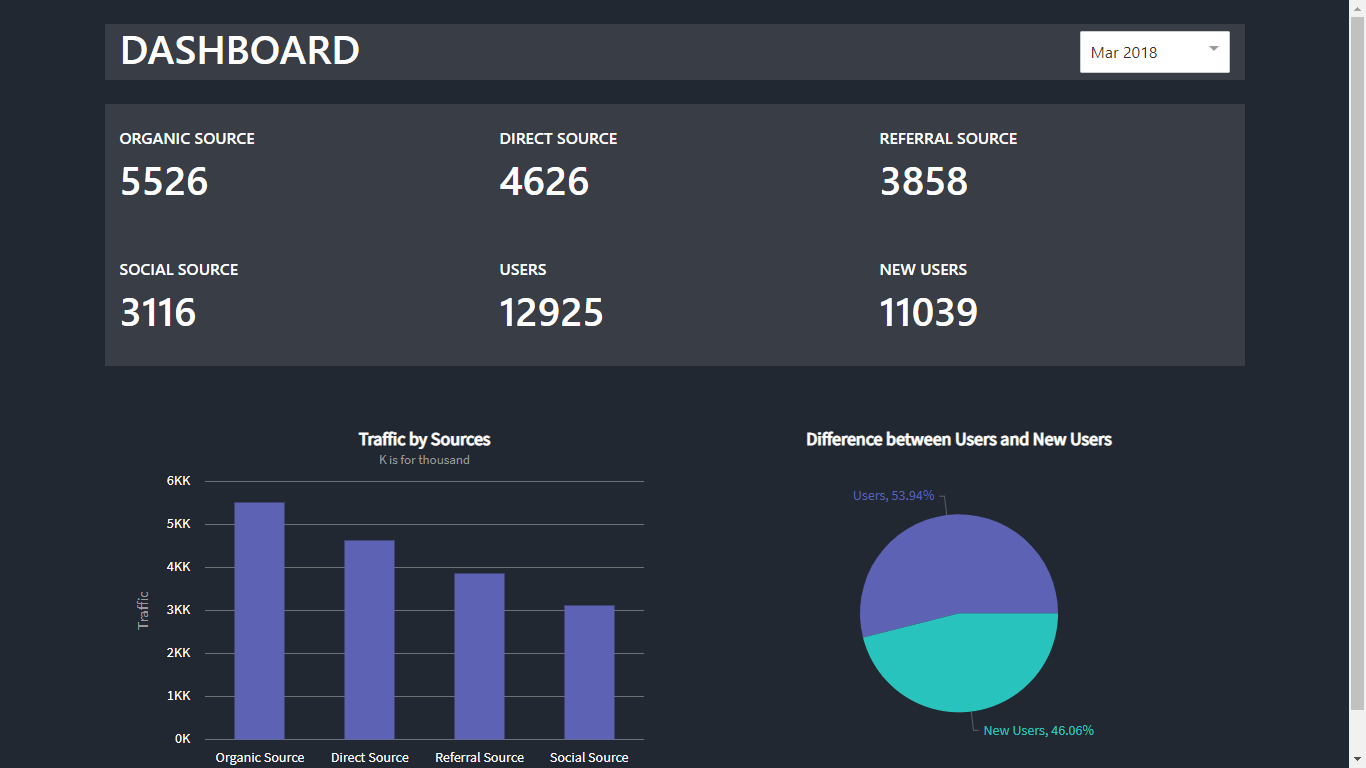 DASHBOARD
Mar 2018
ORGANIC SOURCE
DIRECT SOURCE
REFERRAL SOURCE
5526
4626
3858
SOCIAL SOURCE
USERS
NEW USERS
3116
12925
11039
Traffic by Sources
K is for thousand
6KK
5KK
4KK
3KK
2KK
1KK
0K
Traffic
Organic Source
Direct Source
Referral Source
Social Source
Difference between Users and New Users
Users, 53.94%
New Users, 46.06%